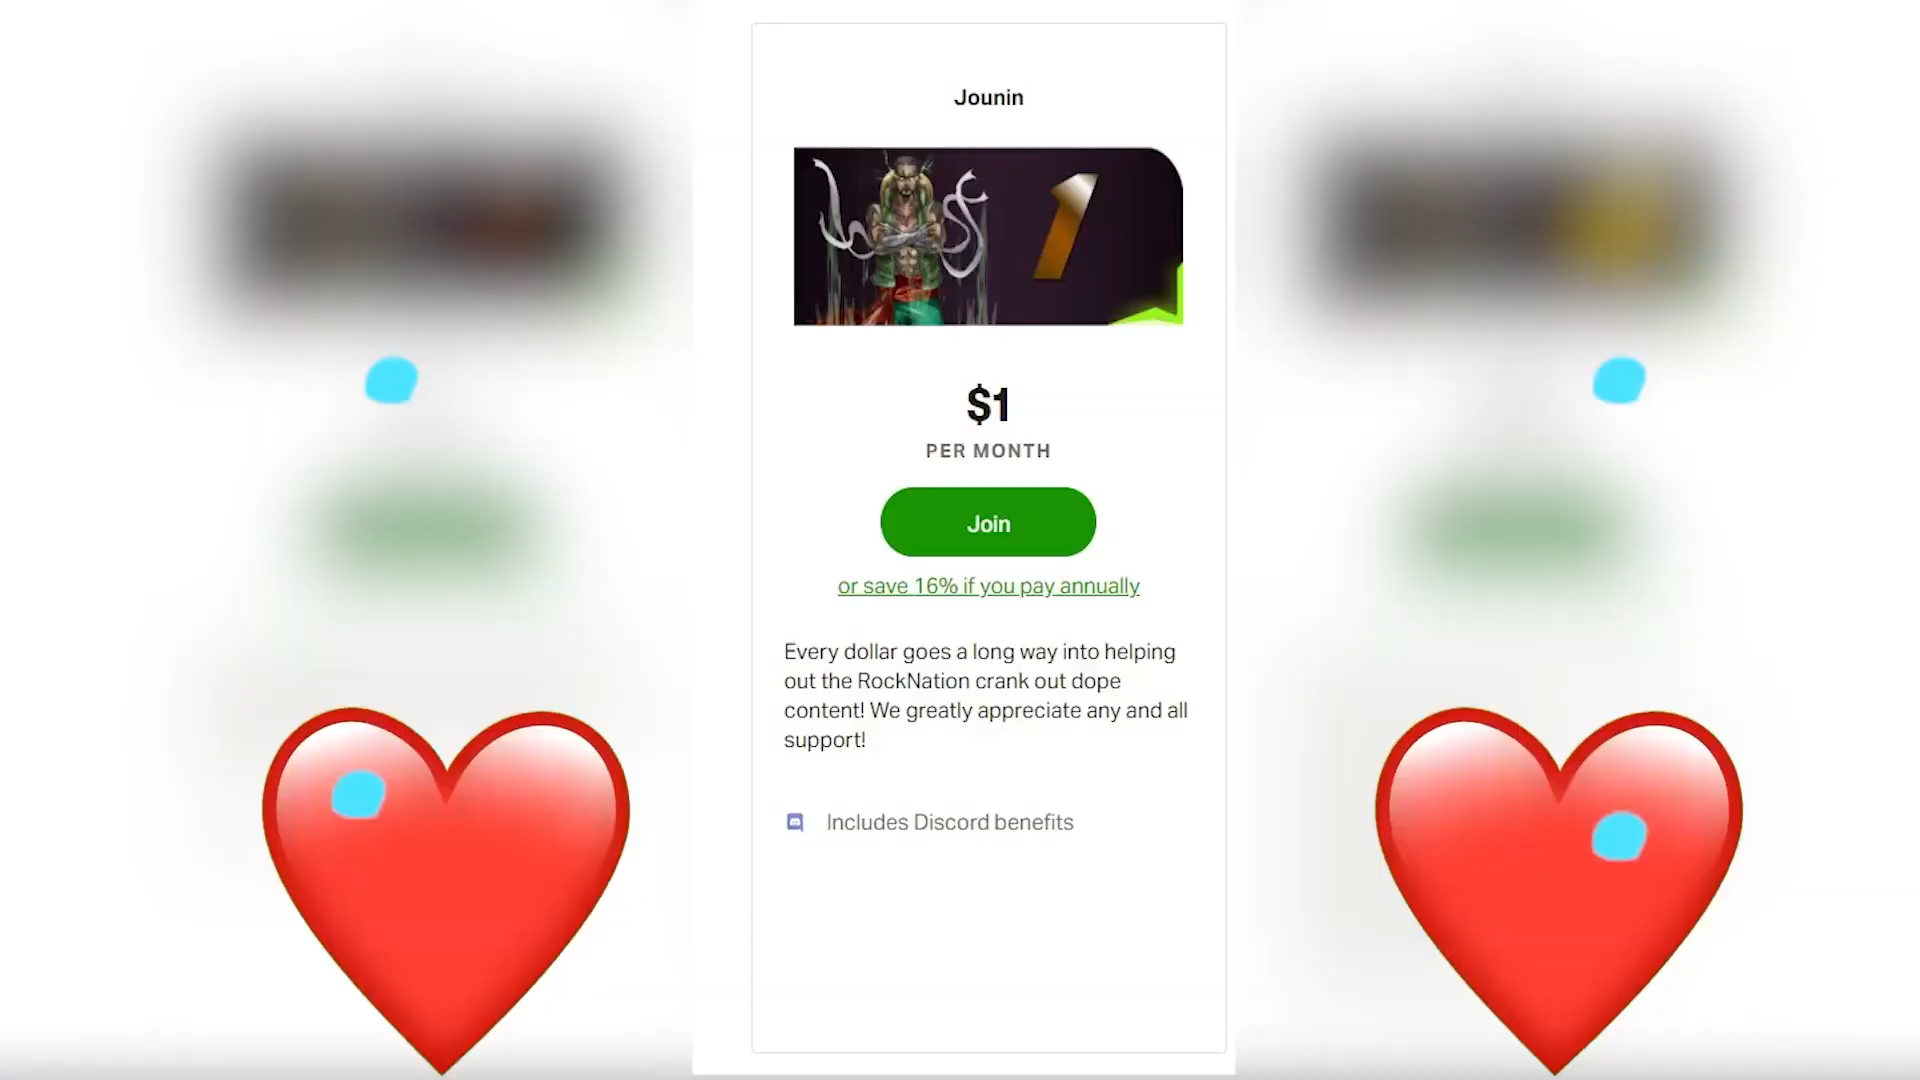 Jounin
1
$1
PER MONTH
Join
or save 16% if you pay annually
Every dollar goes a long way into helping
out the RockNation crank out dope
content! We greatly appreciate any and all
support!
Includes Discord benefits